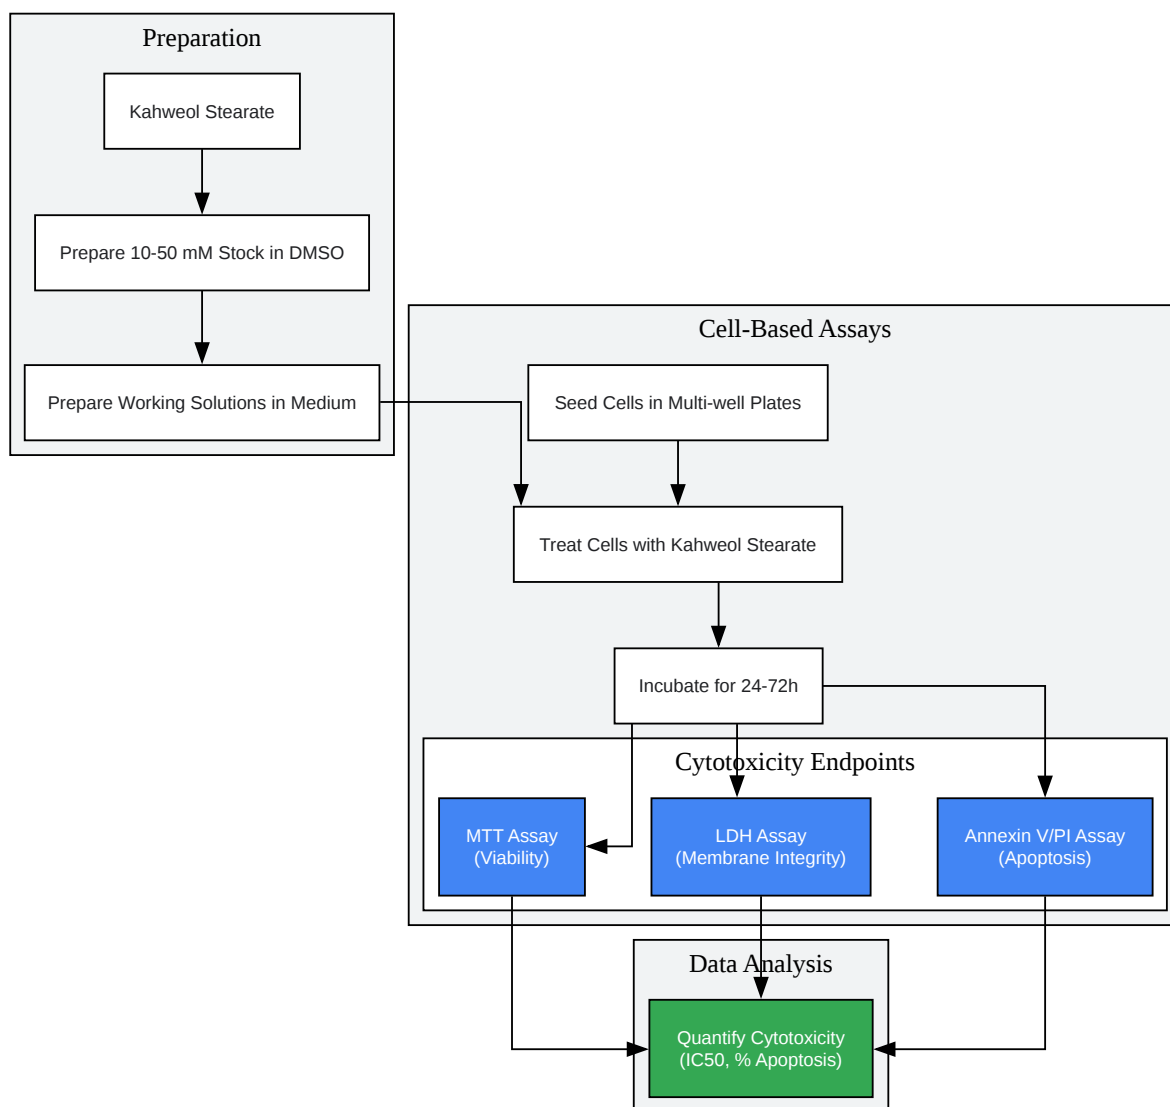 Preparation
Kahweol Stearate
Prepare 10-50 mM Stock in DMSO
Prepare Working Solutions in Medium
Cell-Based Assays
Seed Cells in Multi-well Plates
Treat Cells with Kahweol Stearate
Incubate for 24-72h
Cytotoxicity Endpoints
MTT Assay
(Viability)
LDH Assay
(Membrane Integrity)
Annexin V/PI Assay
(Apoptosis)
Data Analysis
Quantify Cytotoxicity
(IC50, % Apoptosis)